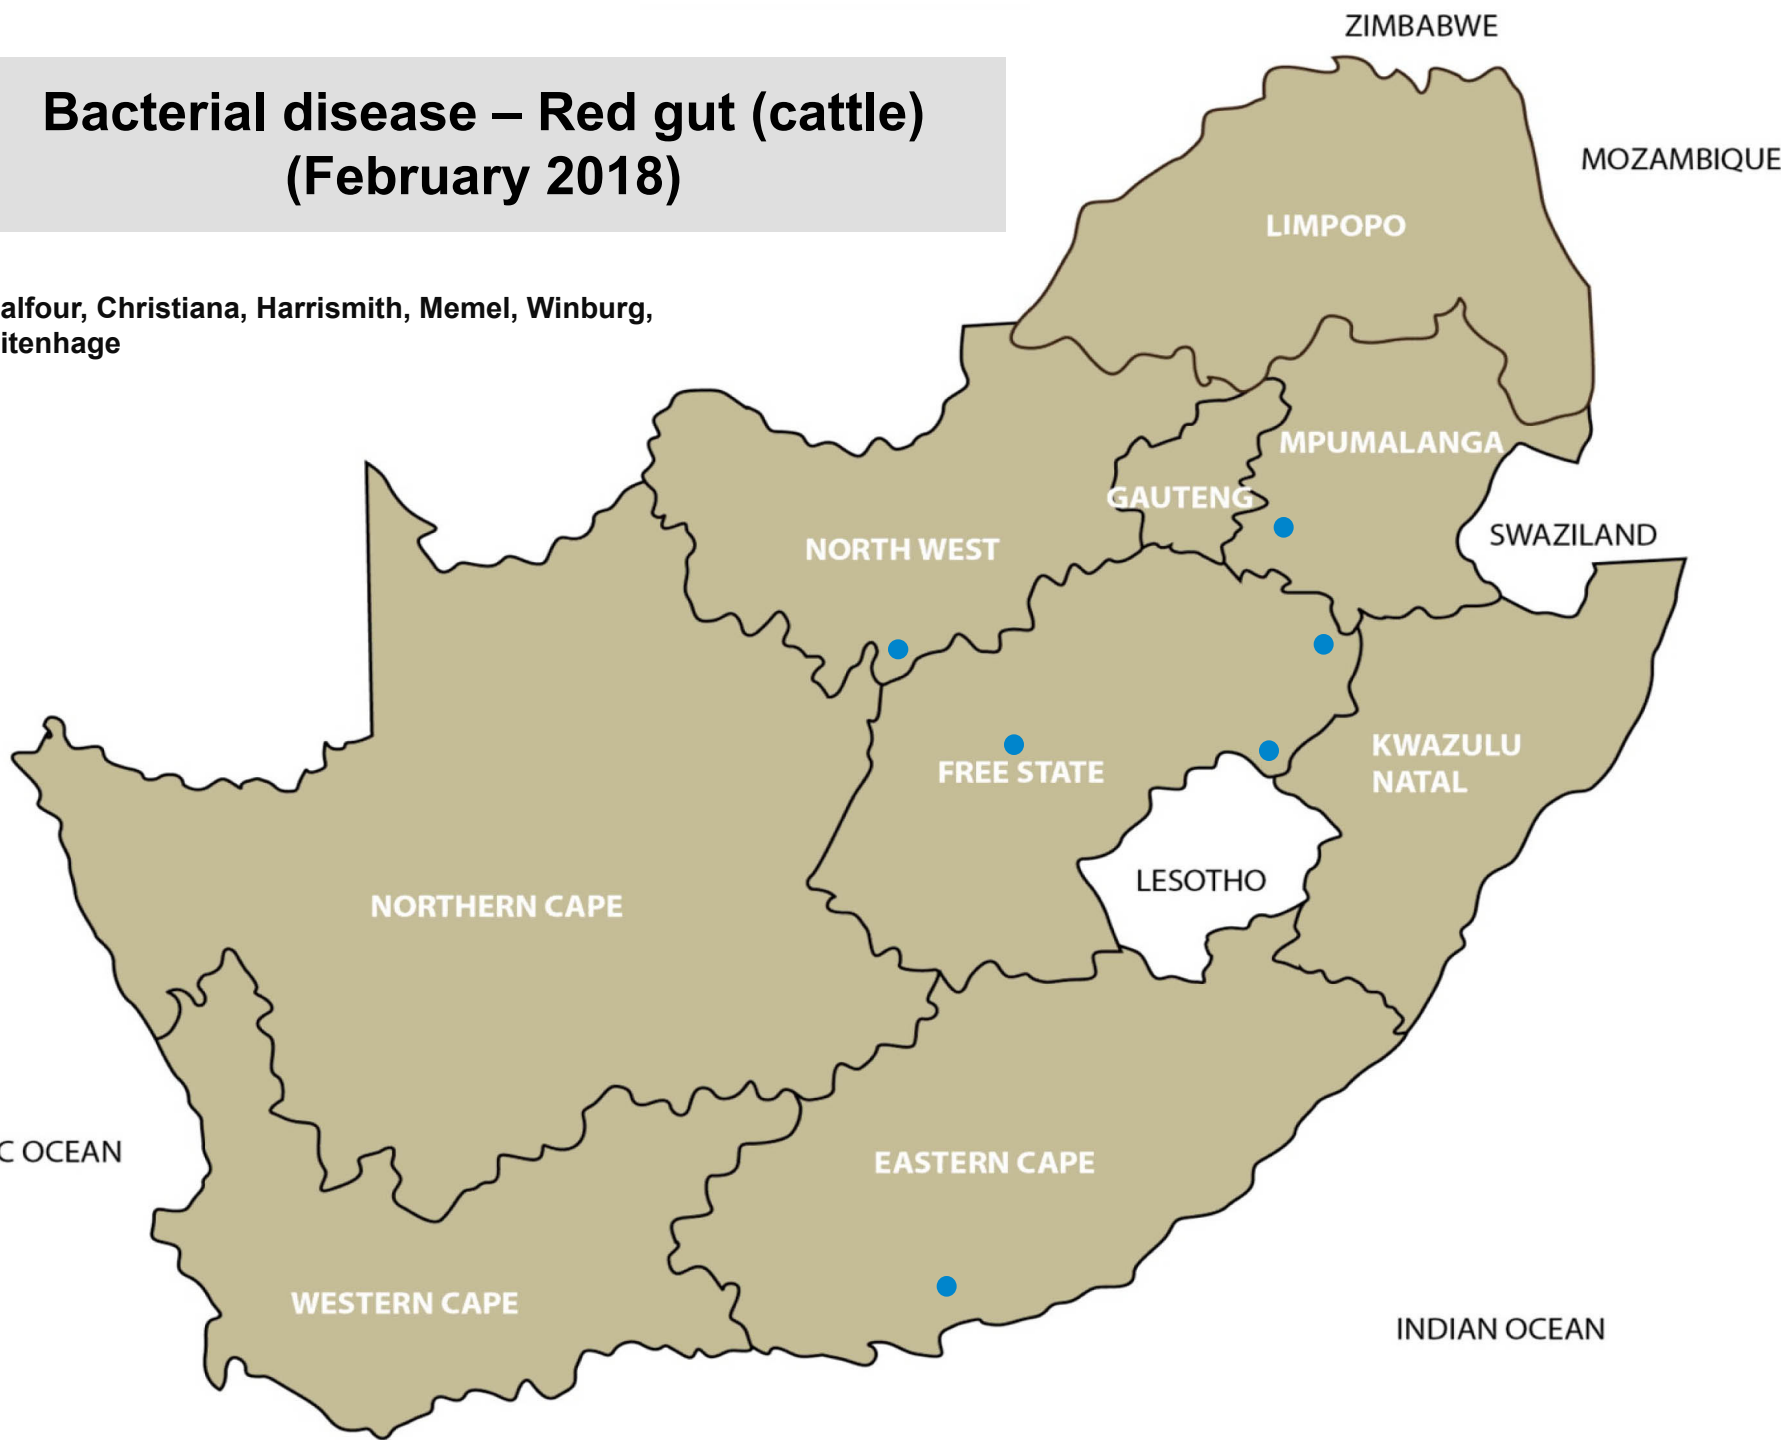 ZIMBABWE
Bacterial disease – Red gut (cattle)
(February 2018)
MOZAMBIQUE
LIMPOPO
alfour, Christiana, Harrismith, Memel, Winburg,
itenhage
MPUMALANGA
GAUTENG
NORTH WEST
SWAZILAND
KWAZULU
NATAL
FREE STATE
LESOTHO
NORTHERN CAPE
C OCEAN
EASTERN CAPE
WESTERN CAPE
INDIAN OCEAN